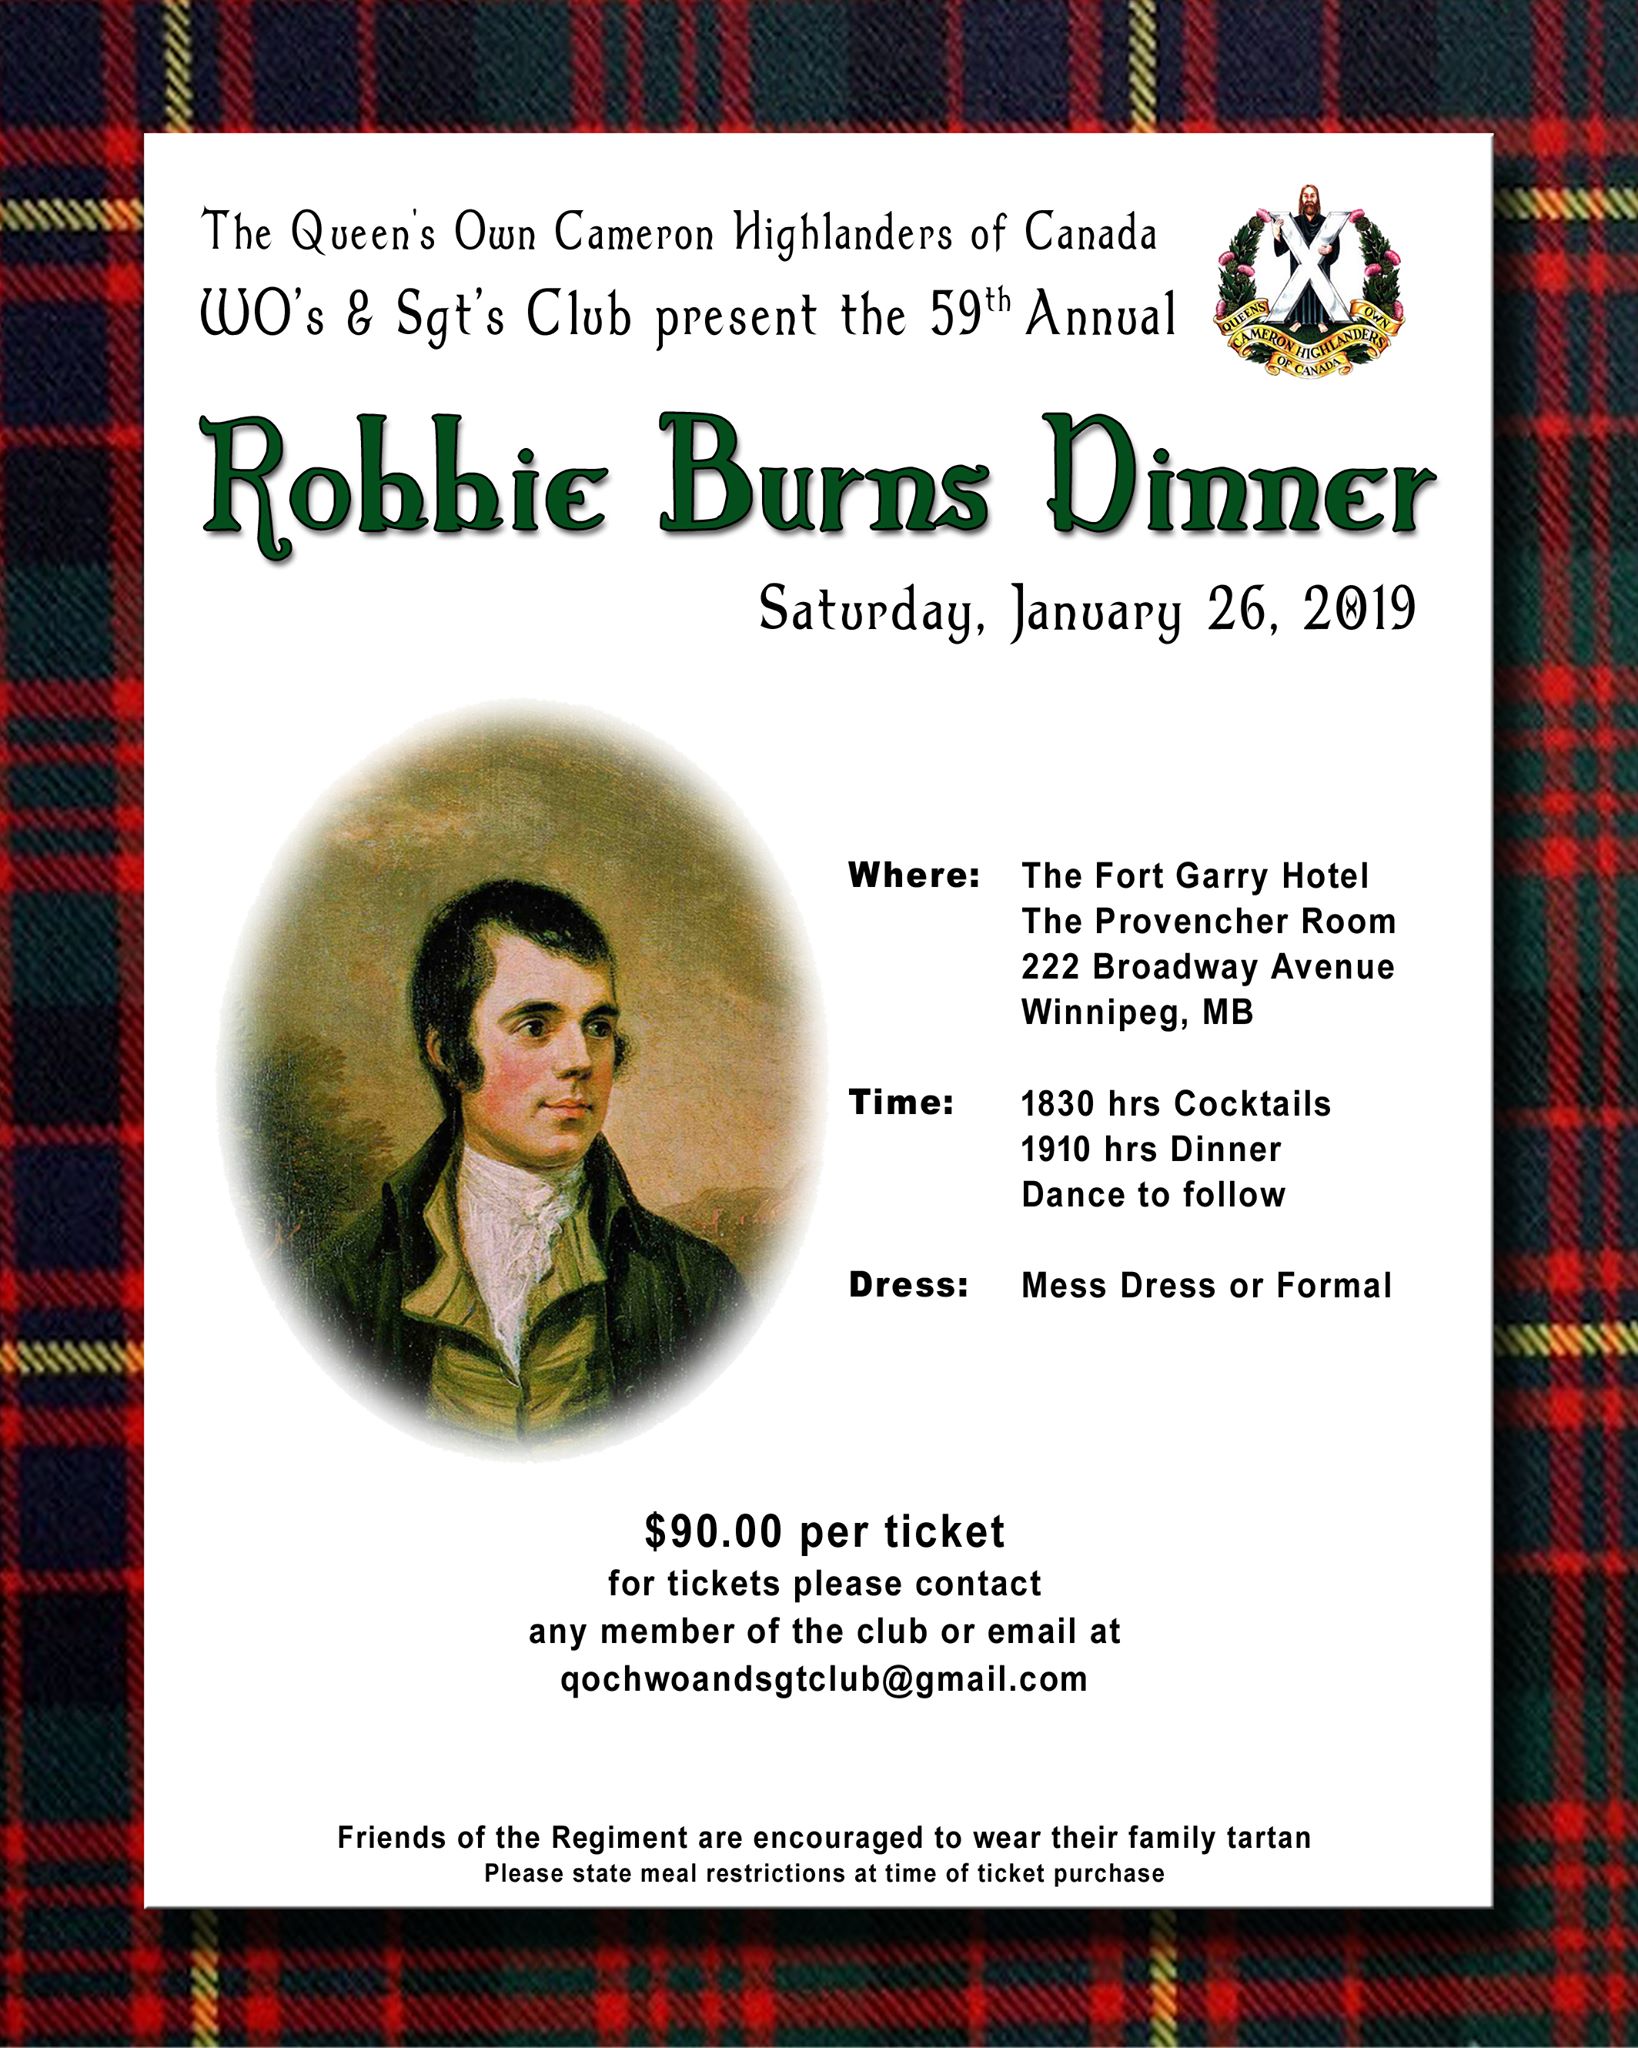 The Queen's Own Cameron Highlanders of Canada
WO's & Sgt's Club present the 59th Annual
QUEENS OWN
CAMERON HIGHLANDERS
OF CANADA
Robbie Burns Dinner
Saturday, January 26, 2019
Where: The Fort Garry Hotel
The Provencher Room
222 Broadway Avenue
Winnipeg, MB
Time: 1830 hrs Cocktails
1910 hrs Dinner
Dance to follow
Dress: Mess Dress or Formal
$90.00 per ticket
for tickets please contact
any member of the club or email at
qochwoandsgtclub@gmail.com
Friends of the Regiment are encouraged to wear their family tartan
Please state meal restrictions at time of ticket purchase